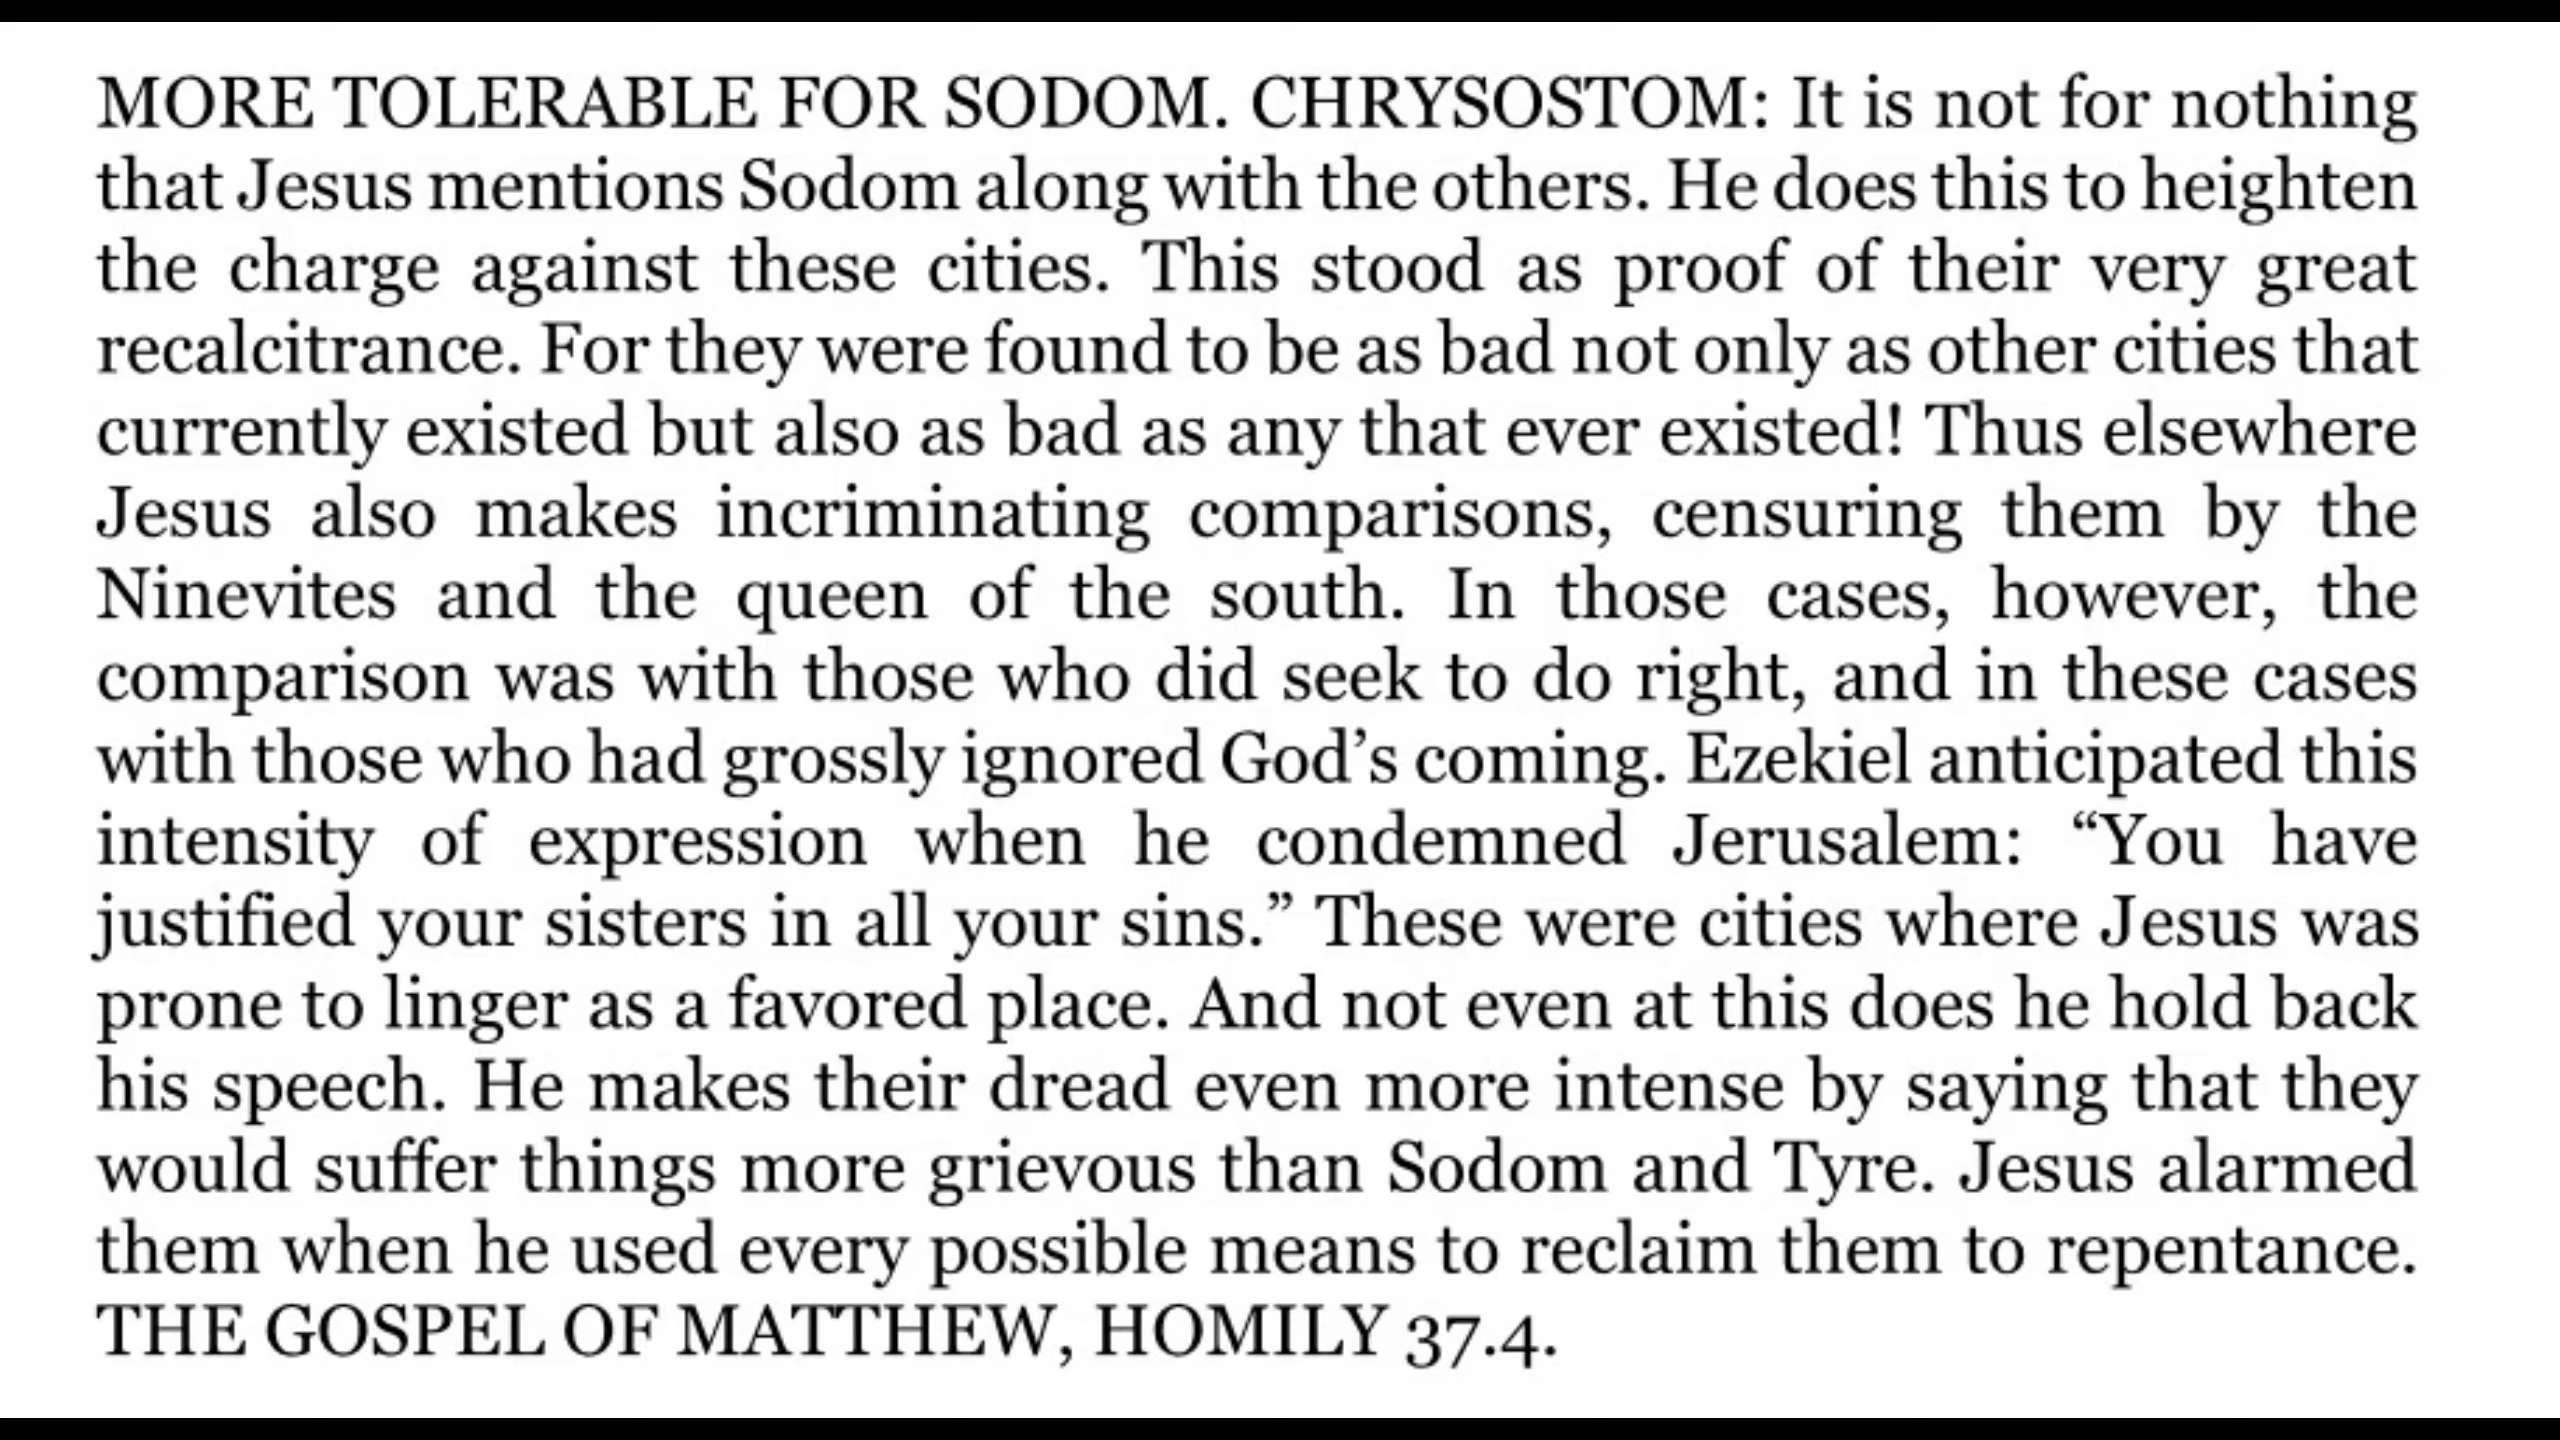 MORE TOLERABLE FOR SODOM. CHRYSOSTOM: It is not for nothing
that Jesus mentions Sodom along with the others. He does this to heighten
the charge against these cities. This stood as proof of their very great
recalcitrance. For they were found to be as bad not only as other cities that
currently existed but also as bad as any that ever existed! Thus elsewhere
Jesus also makes incriminating comparisons, censuring them by the
Ninevites and the queen of the south. In those cases, however, the
comparison was with those who did seek to do right, and in these cases
with those who had grossly ignored God’s coming. Ezekiel anticipated this
intensity of expression when he condemned Jerusalem: “You have
justified your sisters in all your sins.” These were cities where Jesus was
prone to linger as a favored place. And not even at this does he hold back
his speech. He makes their dread even more intense by saying that they
would suffer things more grievous than Sodom and Tyre. Jesus alarmed
them when he used every possible means to reclaim them to repentance.
THE GOSPEL OF MATTHEW, HOMILY 37.4.